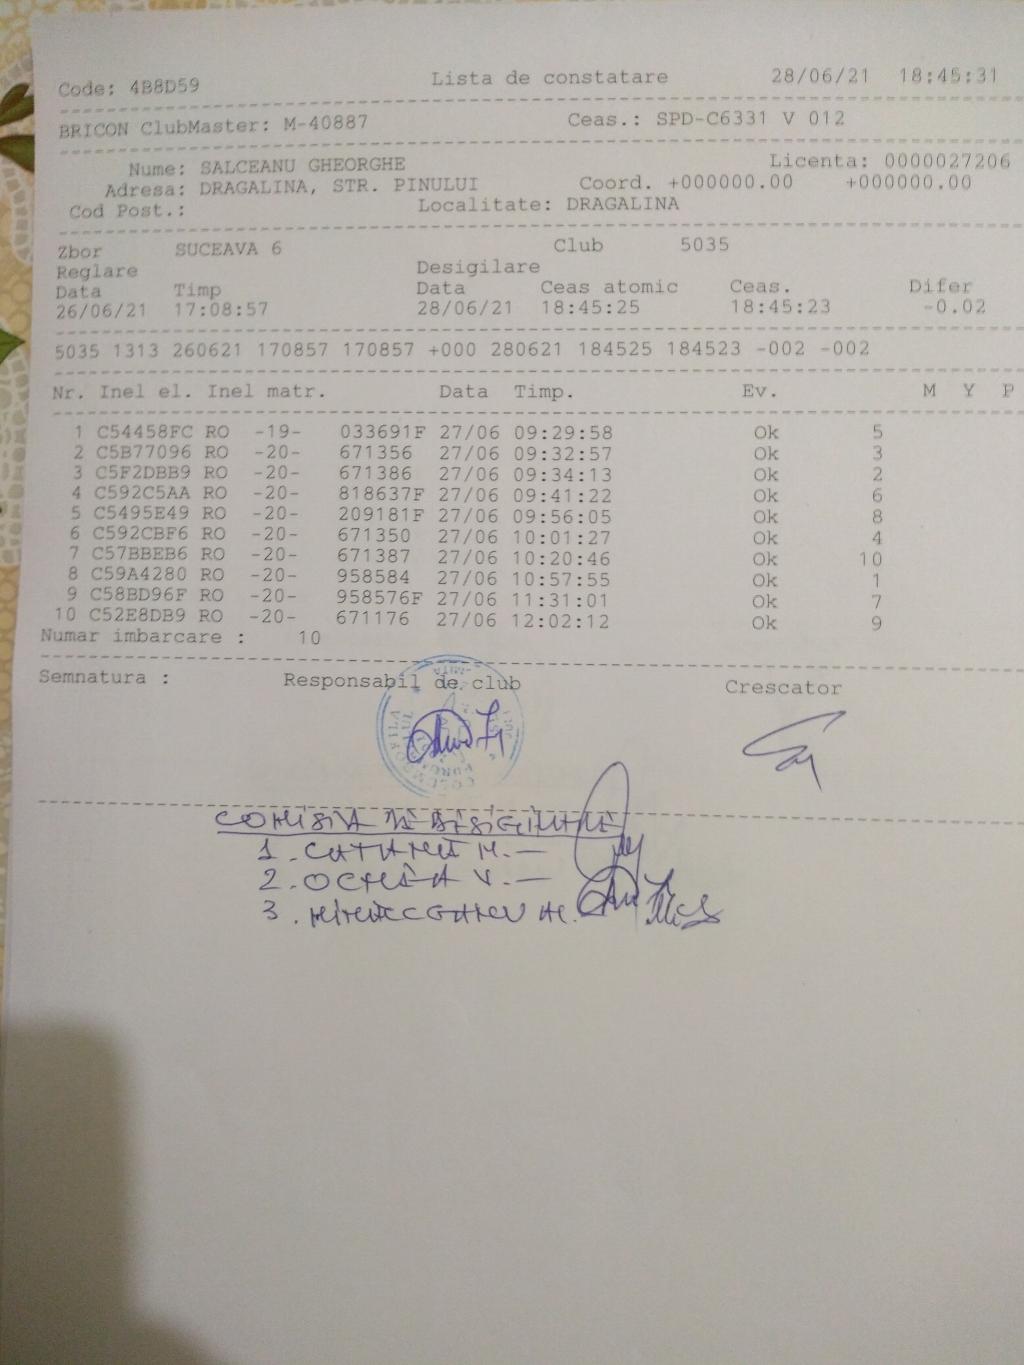 Code: 4B8D59 Lista de constatare 28/06/21 18:45:31
BRICON ClubMaster: M-40887 Ceas.: SPD-C6331 V 012
Nume: SALCEANU GHEORGHE Licenta: 0000027206
Adresa: DRAGALINA, STR. PINULUI Coord. +000000.00 +000000.00
Cod Post.: Localitate: DRAGALINA
Zbor SUCEAVA 6 Club 5035
Reglare Desigilare
Data Timp Data Ceas atomic Ceas. Difer
26/06/21 17:08:57 28/06/21 18:45:25 18:45:23 -0.02
5035 1313 260621 170857 170857 +000 280621 184525 184523 -002 -002
Nr. Inel el. Inel matr. Data Timp. Ev. M Y P
1 C54458FC RO -19- 033691F 27/06 09:29:58 Ok 5
2 C5B77096 RO -20- 671356 27/06 09:32:57 Ok 3
3 C5F2DBB9 RO -20- 671386 27/06 09:34:13 Ok 2
4 C592C5AA RO -20- 818637F 27/06 09:41:22 Ok 6
5 C5495E49 RO -20- 209181F 27/06 09:56:05 Ok 8
6 C592CBF6 RO -20- 671350 27/06 10:01:27 Ok 4
7 C57BBEB6 RO -20- 671387 27/06 10:20:46 Ok 10
8 C59A4280 RO -20- 958584 27/06 10:57:55 Ok 1
9 C58BD96F RO -20- 958576F 27/06 11:31:01 Ok 7
10 C52E8DB9 RO -20- 671176 27/06 12:02:12 Ok 9
Numar imbarcare : 10
Semnatura : Responsabil de club Crescator
COMISIA DE DESIGILARE
1.
2.
3.